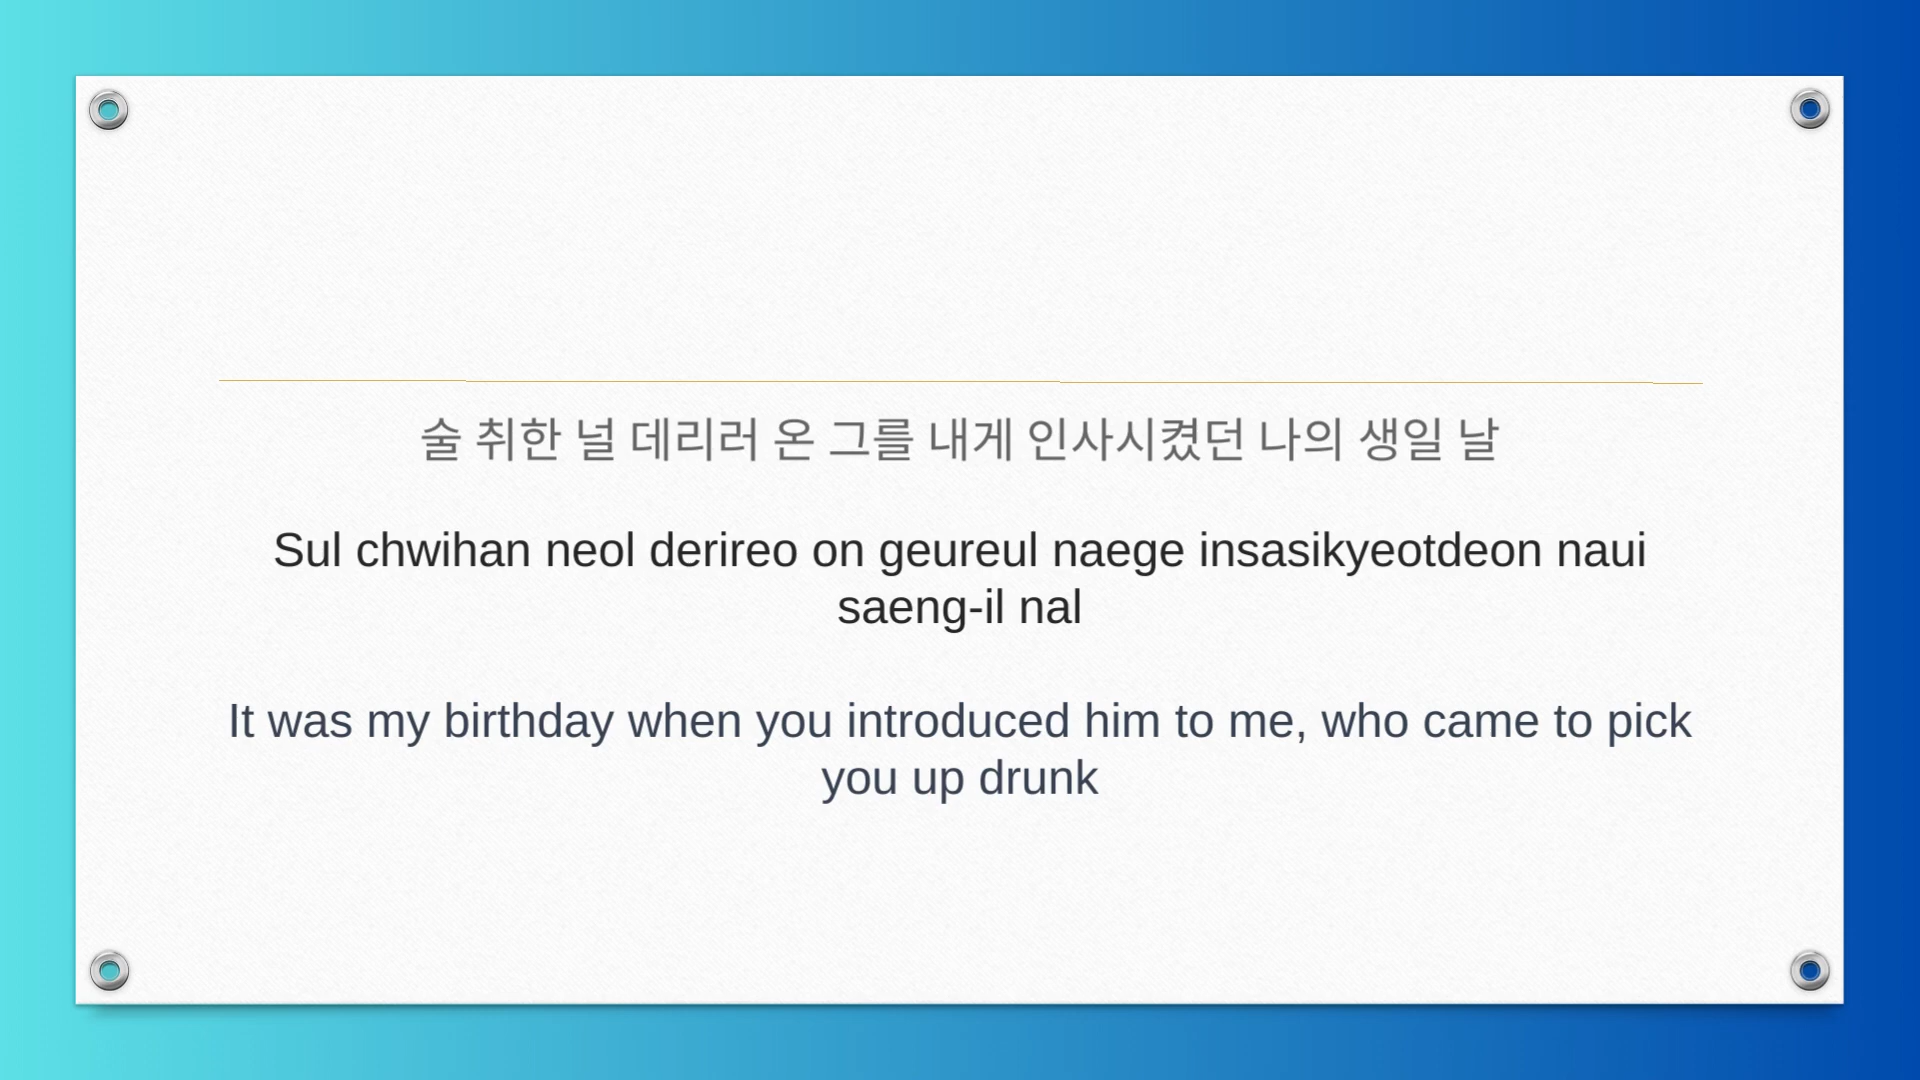 술 취한 널 데리러 온 그를 내게 인사시켰던 나의 생일 날
Sul chwihan neol derireo on geureul naege insasikyeotdeon naui
saeng-il nal
It was my birthday when you introduced him to me, who came to pick
you up drunk